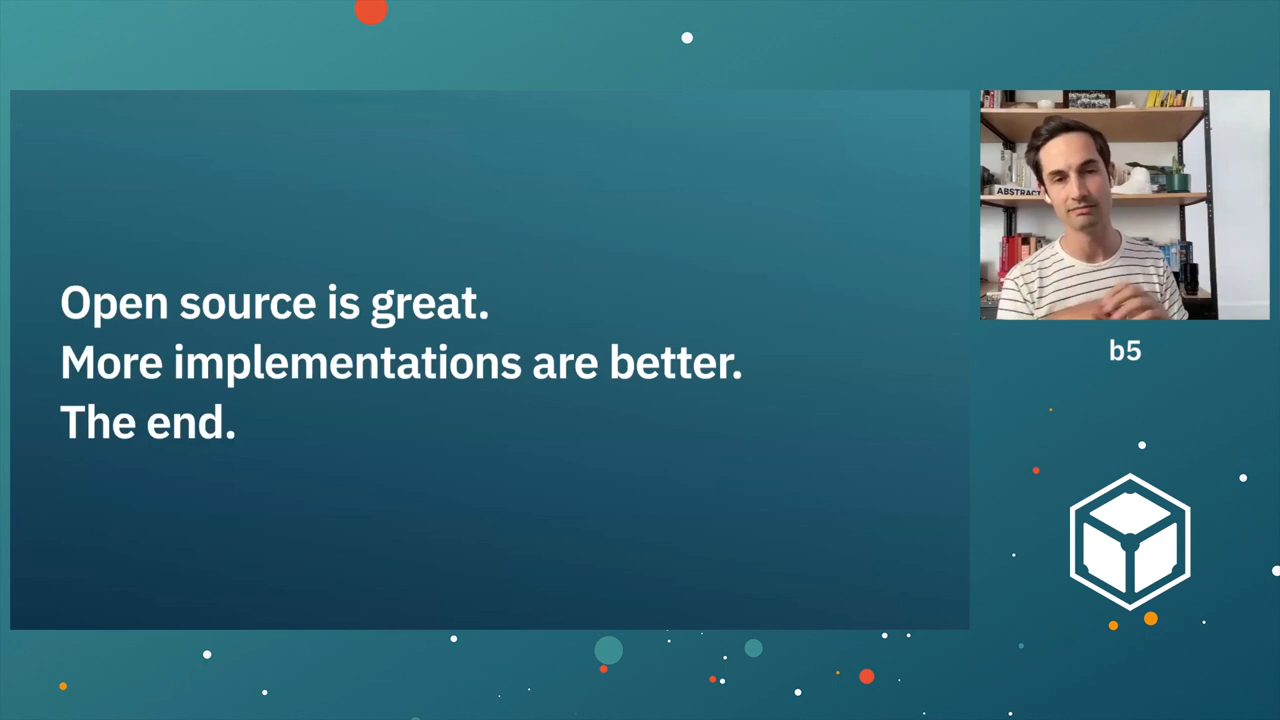 Open source is great.
More implementations are better.
The end.
ABSTRACT
b5